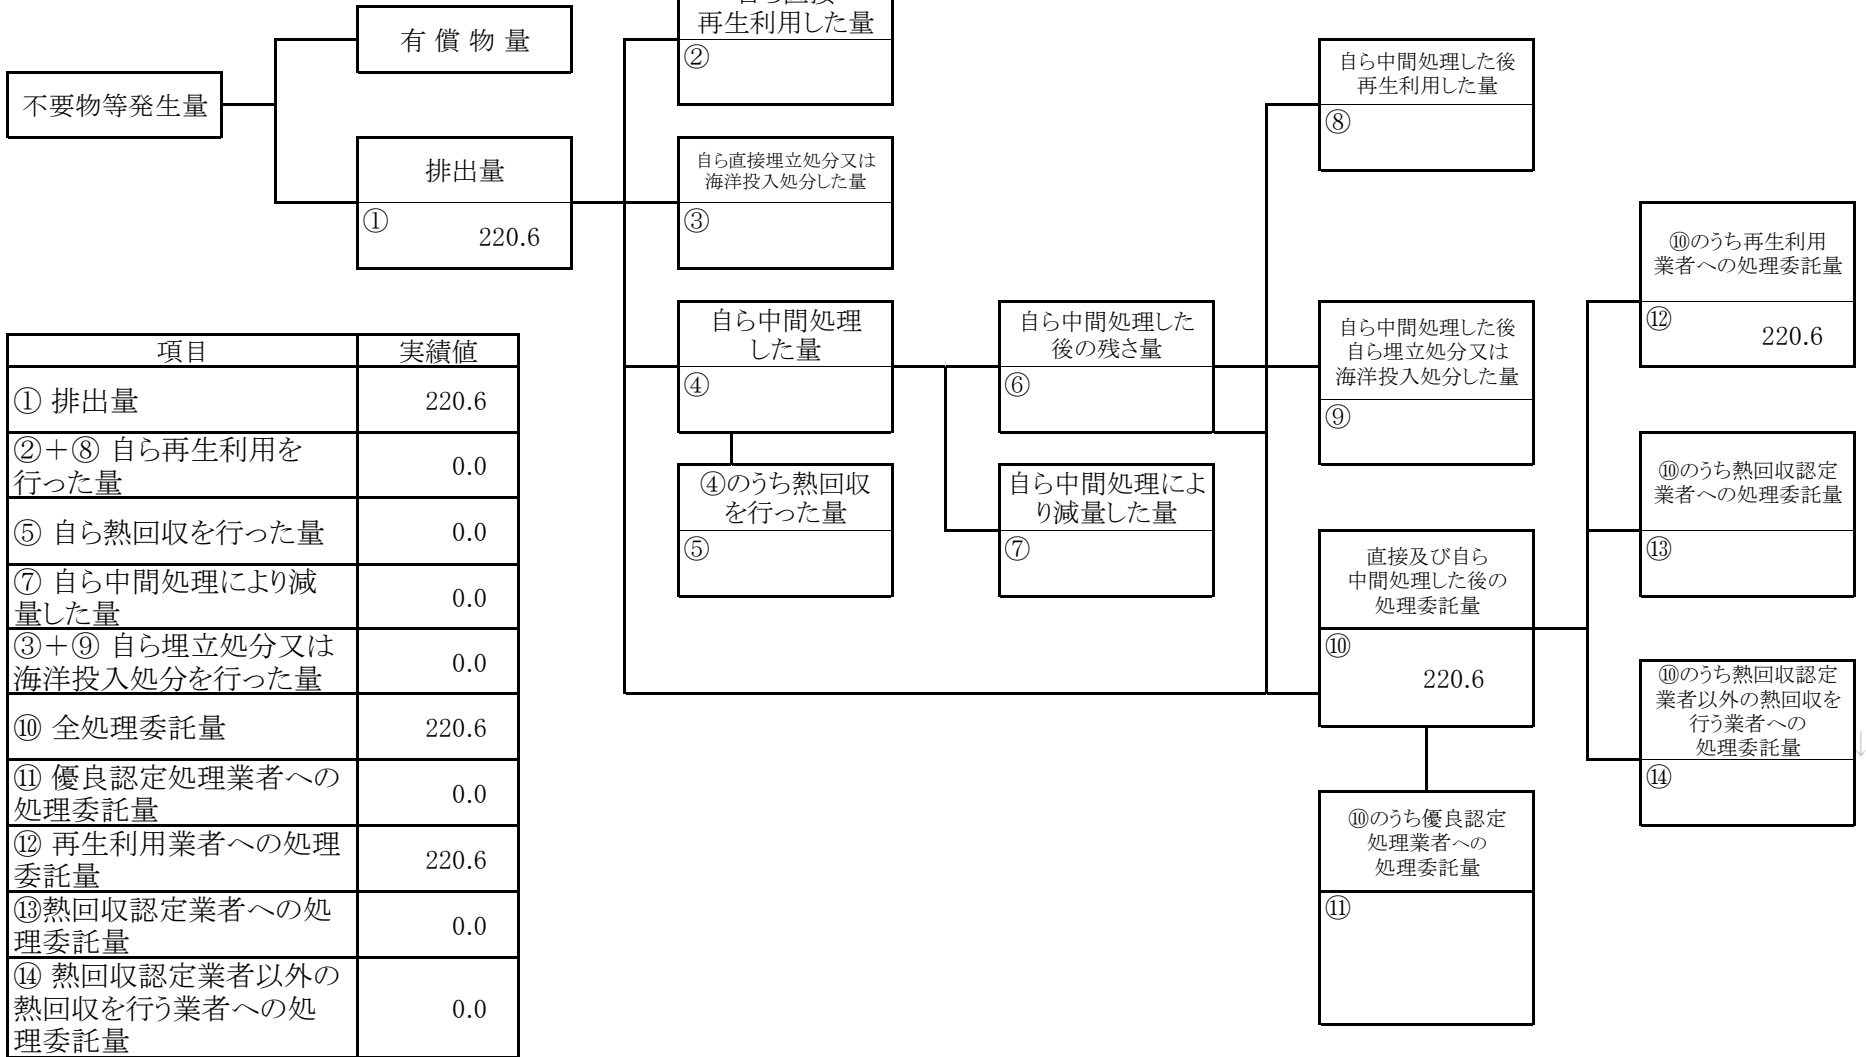 不要物等発生量
有 償 物 量
排出量
①
220.6
再生利用した量
②
自ら直接埋立処分又は
海洋投入処分した量
③
自ら中間処理
した量
④
④のうち熱回収
を行った量
⑤
自ら中間処理した
後の残さ量
⑥
自ら中間処理によ
り減量した量
⑦
自ら中間処理した後
再生利用した量
⑧
自ら中間処理した後
自ら埋立処分又は
海洋投入処分した量
⑨
直接及び自ら
中間処理した後の
処理委託量
⑩
220.6
⑩のうち優良認定
処理業者への
処理委託量
⑪
⑩のうち再生利用
業者への処理委託量
⑫
220.6
⑩のうち熱回収認定
業者への処理委託量
⑬
⑩のうち熱回収認定
業者以外の熱回収を
行う業者への
処理委託量
⑭
↓
項目 実績値
① 排出量 220.6
②＋⑧ 自ら再生利用を
行った量 0.0
⑤ 自ら熱回収を行った量 0.0
⑦ 自ら中間処理により減
量した量 0.0
③＋⑨ 自ら埋立処分又は
海洋投入処分を行った量 0.0
⑩ 全処理委託量 220.6
⑪ 優良認定処理業者への
処理委託量 0.0
⑫ 再生利用業者への処理
委託量 220.6
⑬熱回収認定業者への処
理委託量 0.0
⑭ 熱回収認定業者以外の
熱回収を行う業者への処
理委託量 0.0